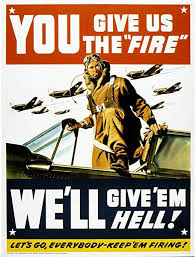 YOU GIVE US
THE "FIRE"
WE'LL GIVE 'EM
HELL!
LET'S GO, EVERYBODY-KEEP 'EM FIRING!